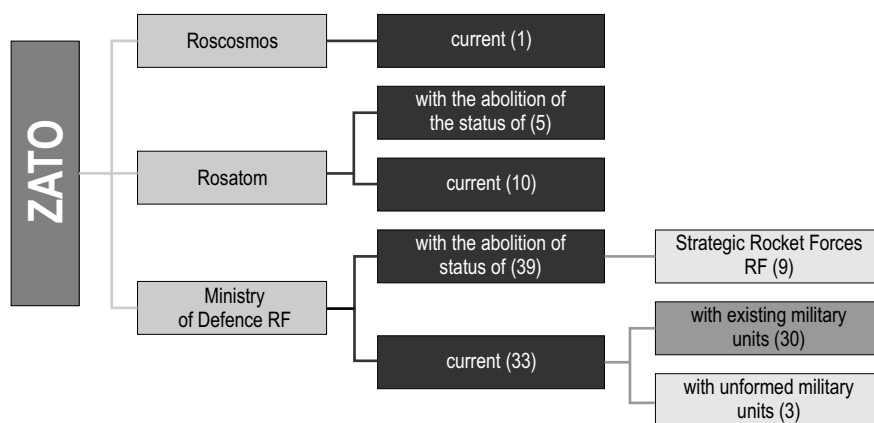 ZATO
Roscosmos
current (1)
Rosatom
with the abolition of
the status of (5)
current (10)
Ministry
of Defence RF
with the abolition of
status of (39)
Strategic Rocket Forces
RF (9)
current (33)
with existing military
units (30)
with unformed military
units (3)